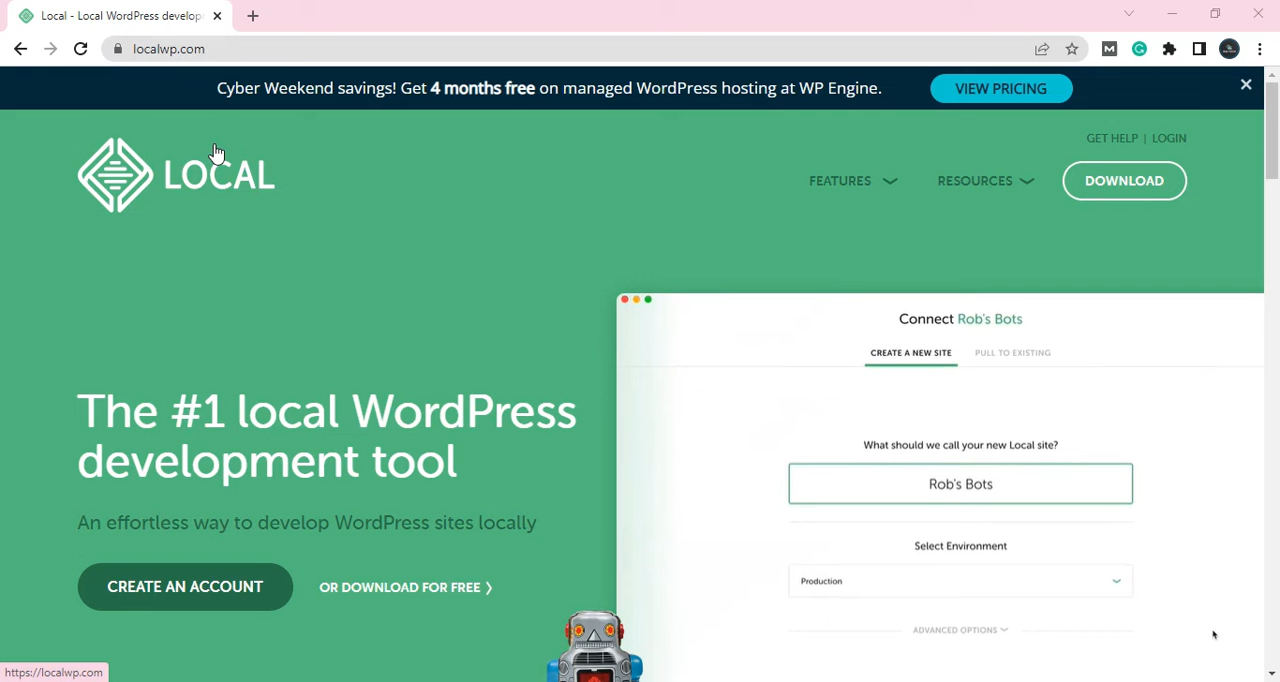 Local - Local WordPress develop
localwp.com
Cyber Weekend savings! Get 4 months free on managed WordPress hosting at WP Engine.
VIEW PRICING
GET HELP | LOGIN
LOCAL
FEATURES
RESOURCES
DOWNLOAD
Connect Rob's Bots
CREATE A NEW SITE
PULL TO EXISTING
The #1 local WordPress
development tool
What should we call your new Local site?
Rob's Bots
An effortless way to develop WordPress sites locally
Select Environment
Production
CREATE AN ACCOUNT
OR DOWNLOAD FOR FREE
ADVANCED OPTIONS
https://localwp.com